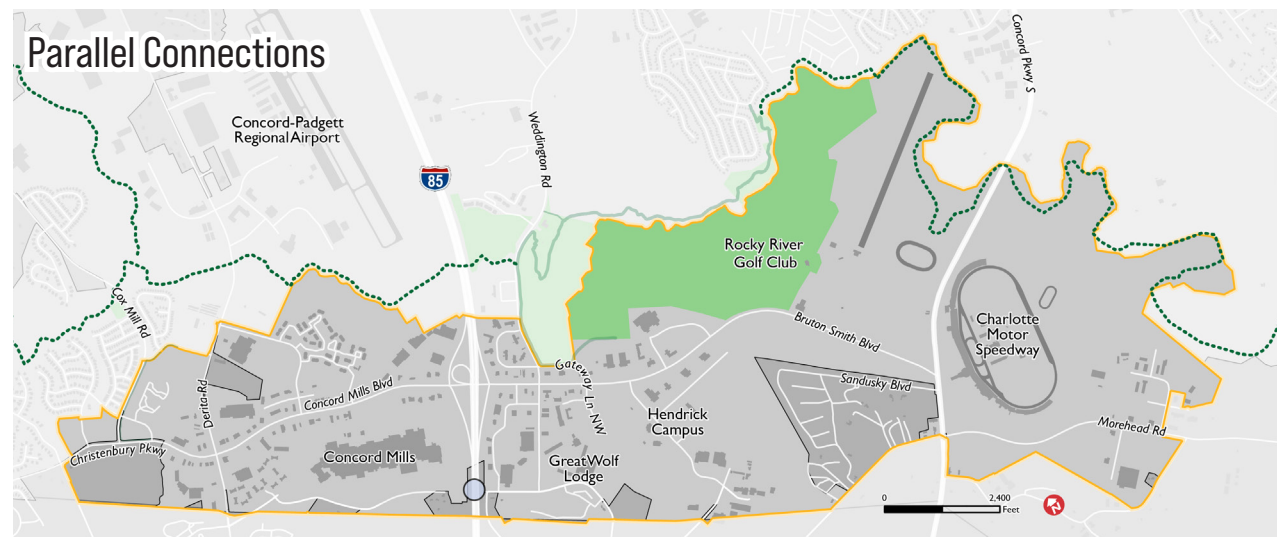 Parallel Connections
Concord-Padgett
Regional Airport
85
Weddington Rd
Concord Pkwy S
Rocky River
Golf Club
Cox Mill Rd
Charlotte
Motor
Speedway
Bruton Smith Blvd
Gateway Ln NW
Sandusky Blvd
Derita Rd
Concord Mills Blvd
Hendrick
Campus
Morehead Rd
Christenbury Pkwy
Concord Mills
Great Wolf
Lodge
0 2,400
Feet
N